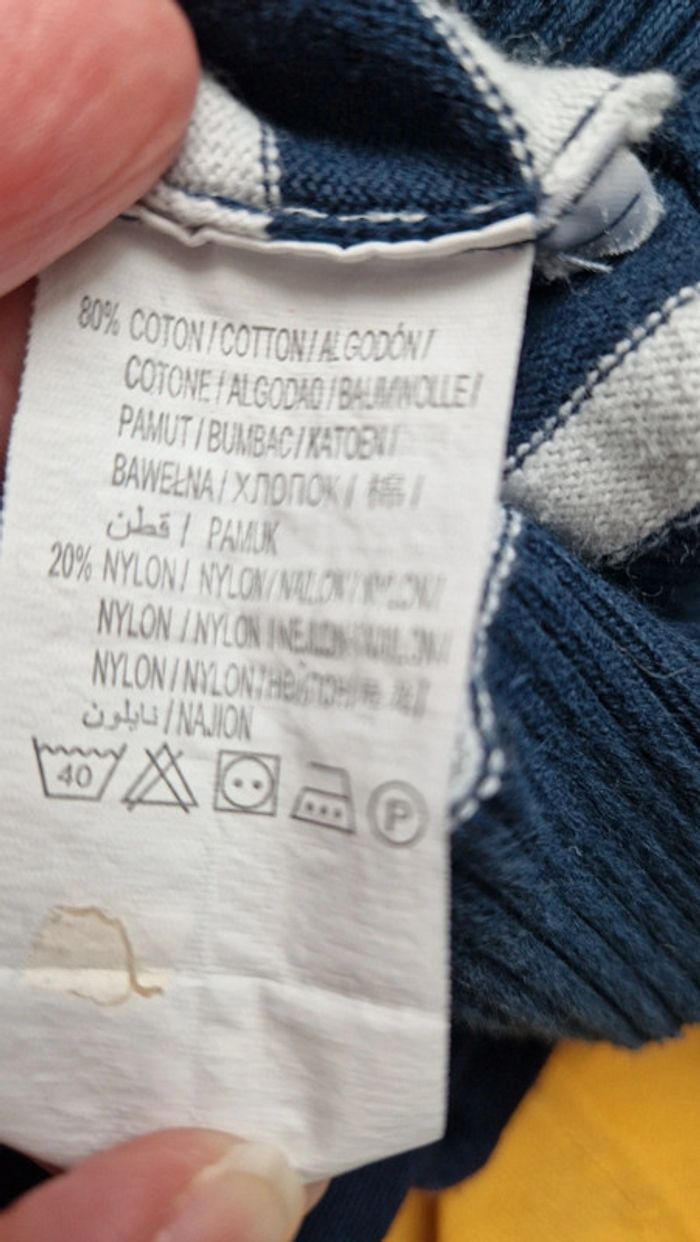 80% COTON / COTTON / ALGODÓN /
COTONE / ALGODAO / BAUMWOLLE /
PAMUT / BUMBAC / KATOEN /
BAWEŁNA / ХЛОПОК / 棉 /
قطن / PAMUK
20% NYLON / NYLON /
NYLON / NYLON /
NYLON / NYLON /
نايلون / NAJION
40
P